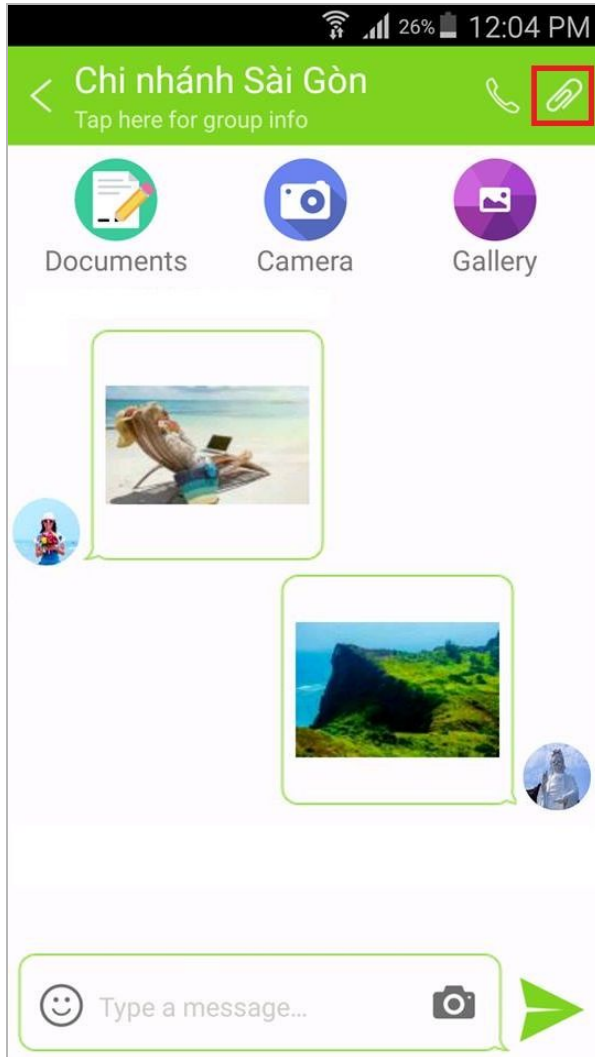 26% 12:04 PM
Chi nhánh Sài Gòn
Tap here for group info
Documents Camera Gallery
Type a message...